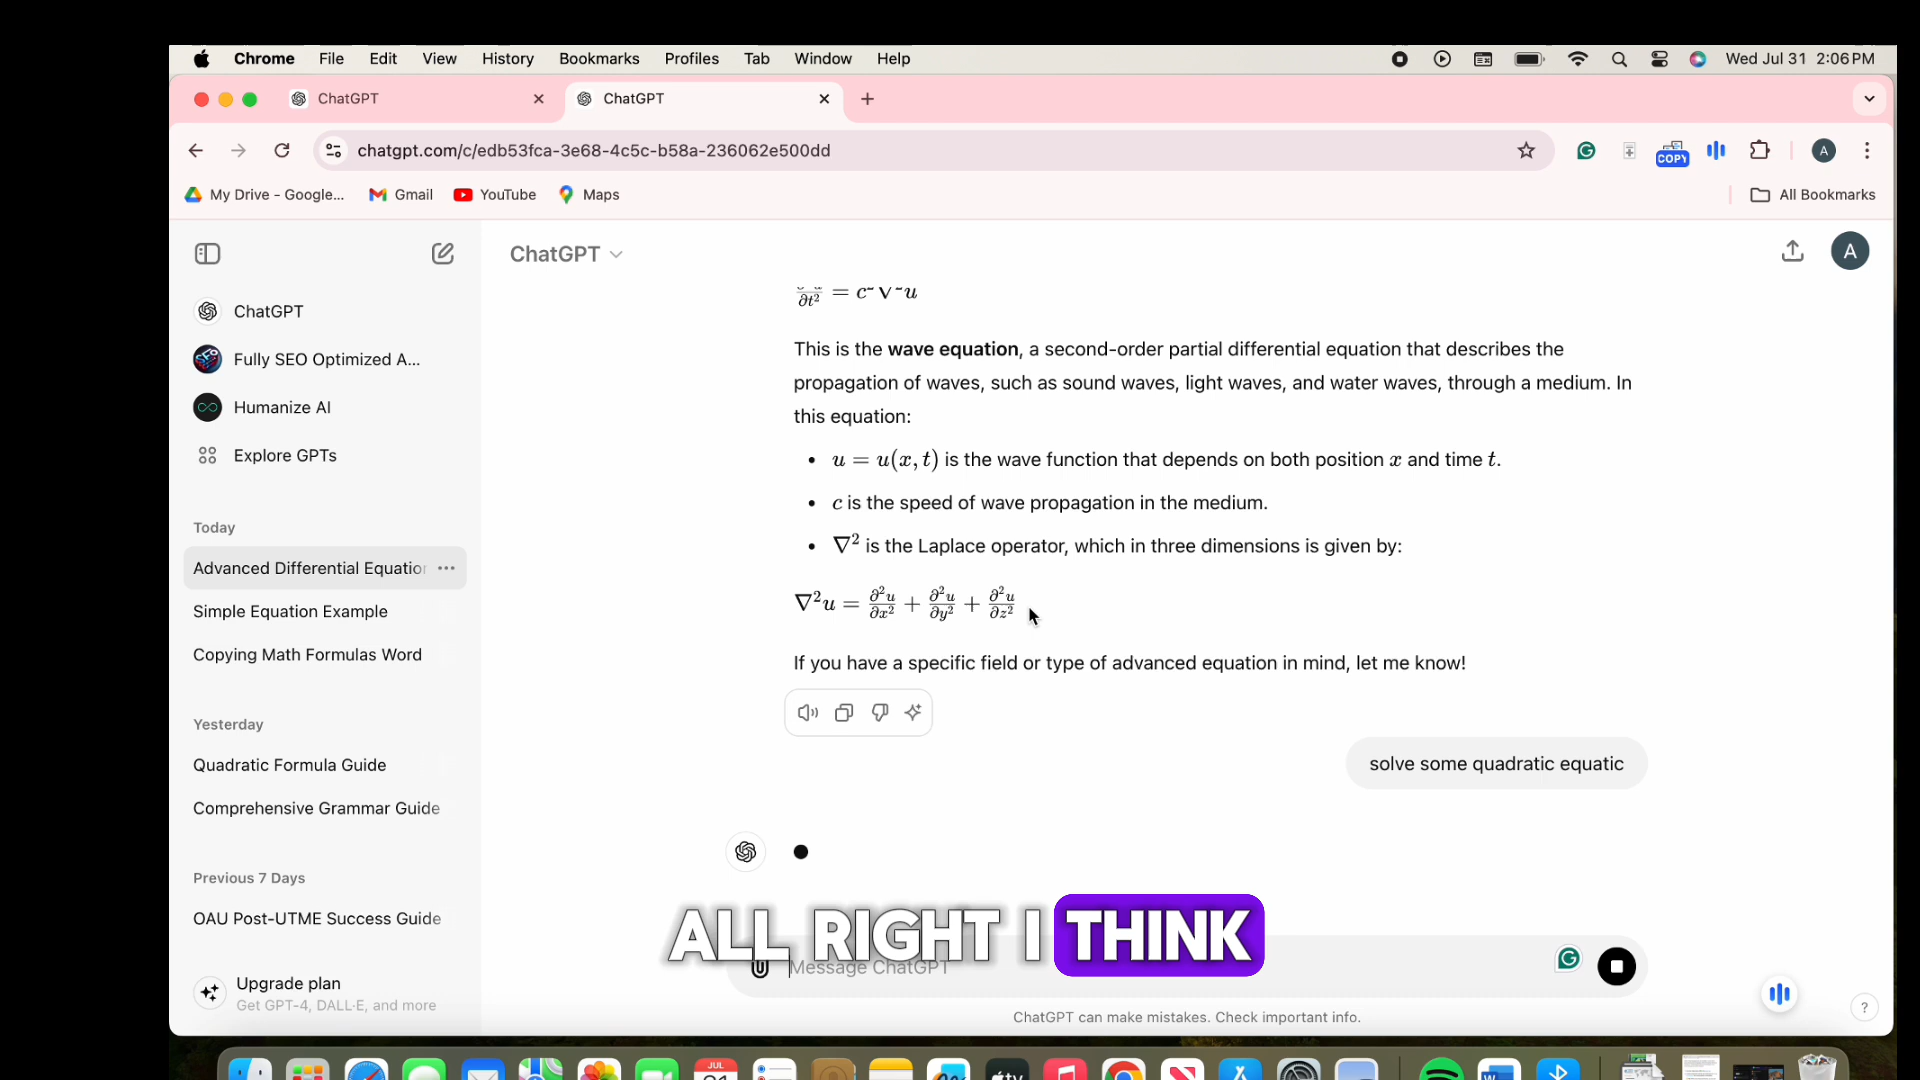 Chrome File Edit View History Bookmarks Profiles Tab Window Help Wed Jul 31 2:06 PM
ChatGPT ChatGPT
chatgpt.com/c/edb53fca-3e68-4c5c-b58a-236062e500dd COPY A
My Drive - Google... Gmail YouTube Maps All Bookmarks
ChatGPT A
ChatGPT
Fully SEO Optimized A...
Humanize AI
Explore GPTs
Today
Advanced Differential Equatio
Simple Equation Example
Copying Math Formulas Word
Yesterday
Quadratic Formula Guide
Comprehensive Grammar Guide
Previous 7 Days
OAU Post-UTME Success Guide
Upgrade plan
Get GPT-4, DALL·E, and more
∂²u/∂t² = c²∇²u
This is the wave equation, a second-order partial differential equation that describes the
propagation of waves, such as sound waves, light waves, and water waves, through a medium. In
this equation:
• u = u(x, t) is the wave function that depends on both position x and time t.
• c is the speed of wave propagation in the medium.
• ∇² is the Laplace operator, which in three dimensions is given by:
∇²u = ∂²u/∂x² + ∂²u/∂y² + ∂²u/∂z²
If you have a specific field or type of advanced equation in mind, let me know!
solve some quadratic equatic
ALL RIGHT I THINK
Message ChatGPT
ChatGPT can make mistakes. Check important info.
?
JUL
tv
W